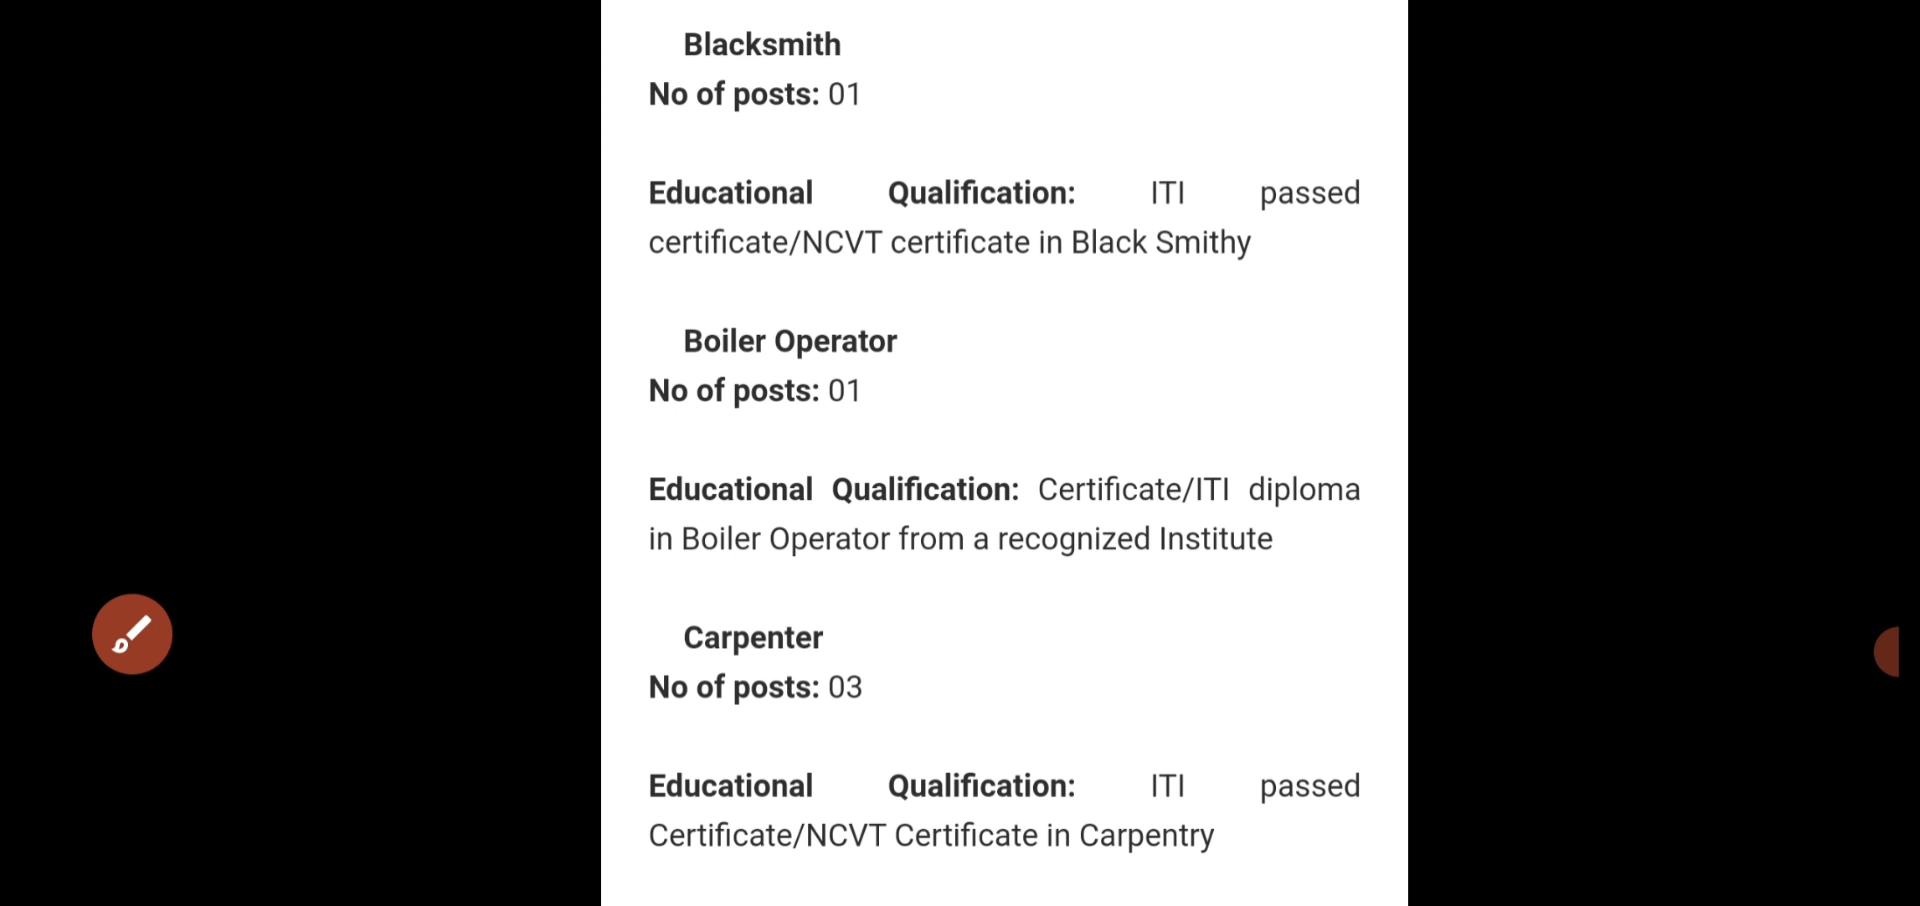 Blacksmith
No of posts: 01
Educational Qualification: ITI passed
certificate/NCVT certificate in Black Smithy
Boiler Operator
No of posts: 01
Educational Qualification: Certificate/ITI diploma
in Boiler Operator from a recognized Institute
Carpenter
No of posts: 03
Educational Qualification: ITI passed
Certificate/NCVT Certificate in Carpentry